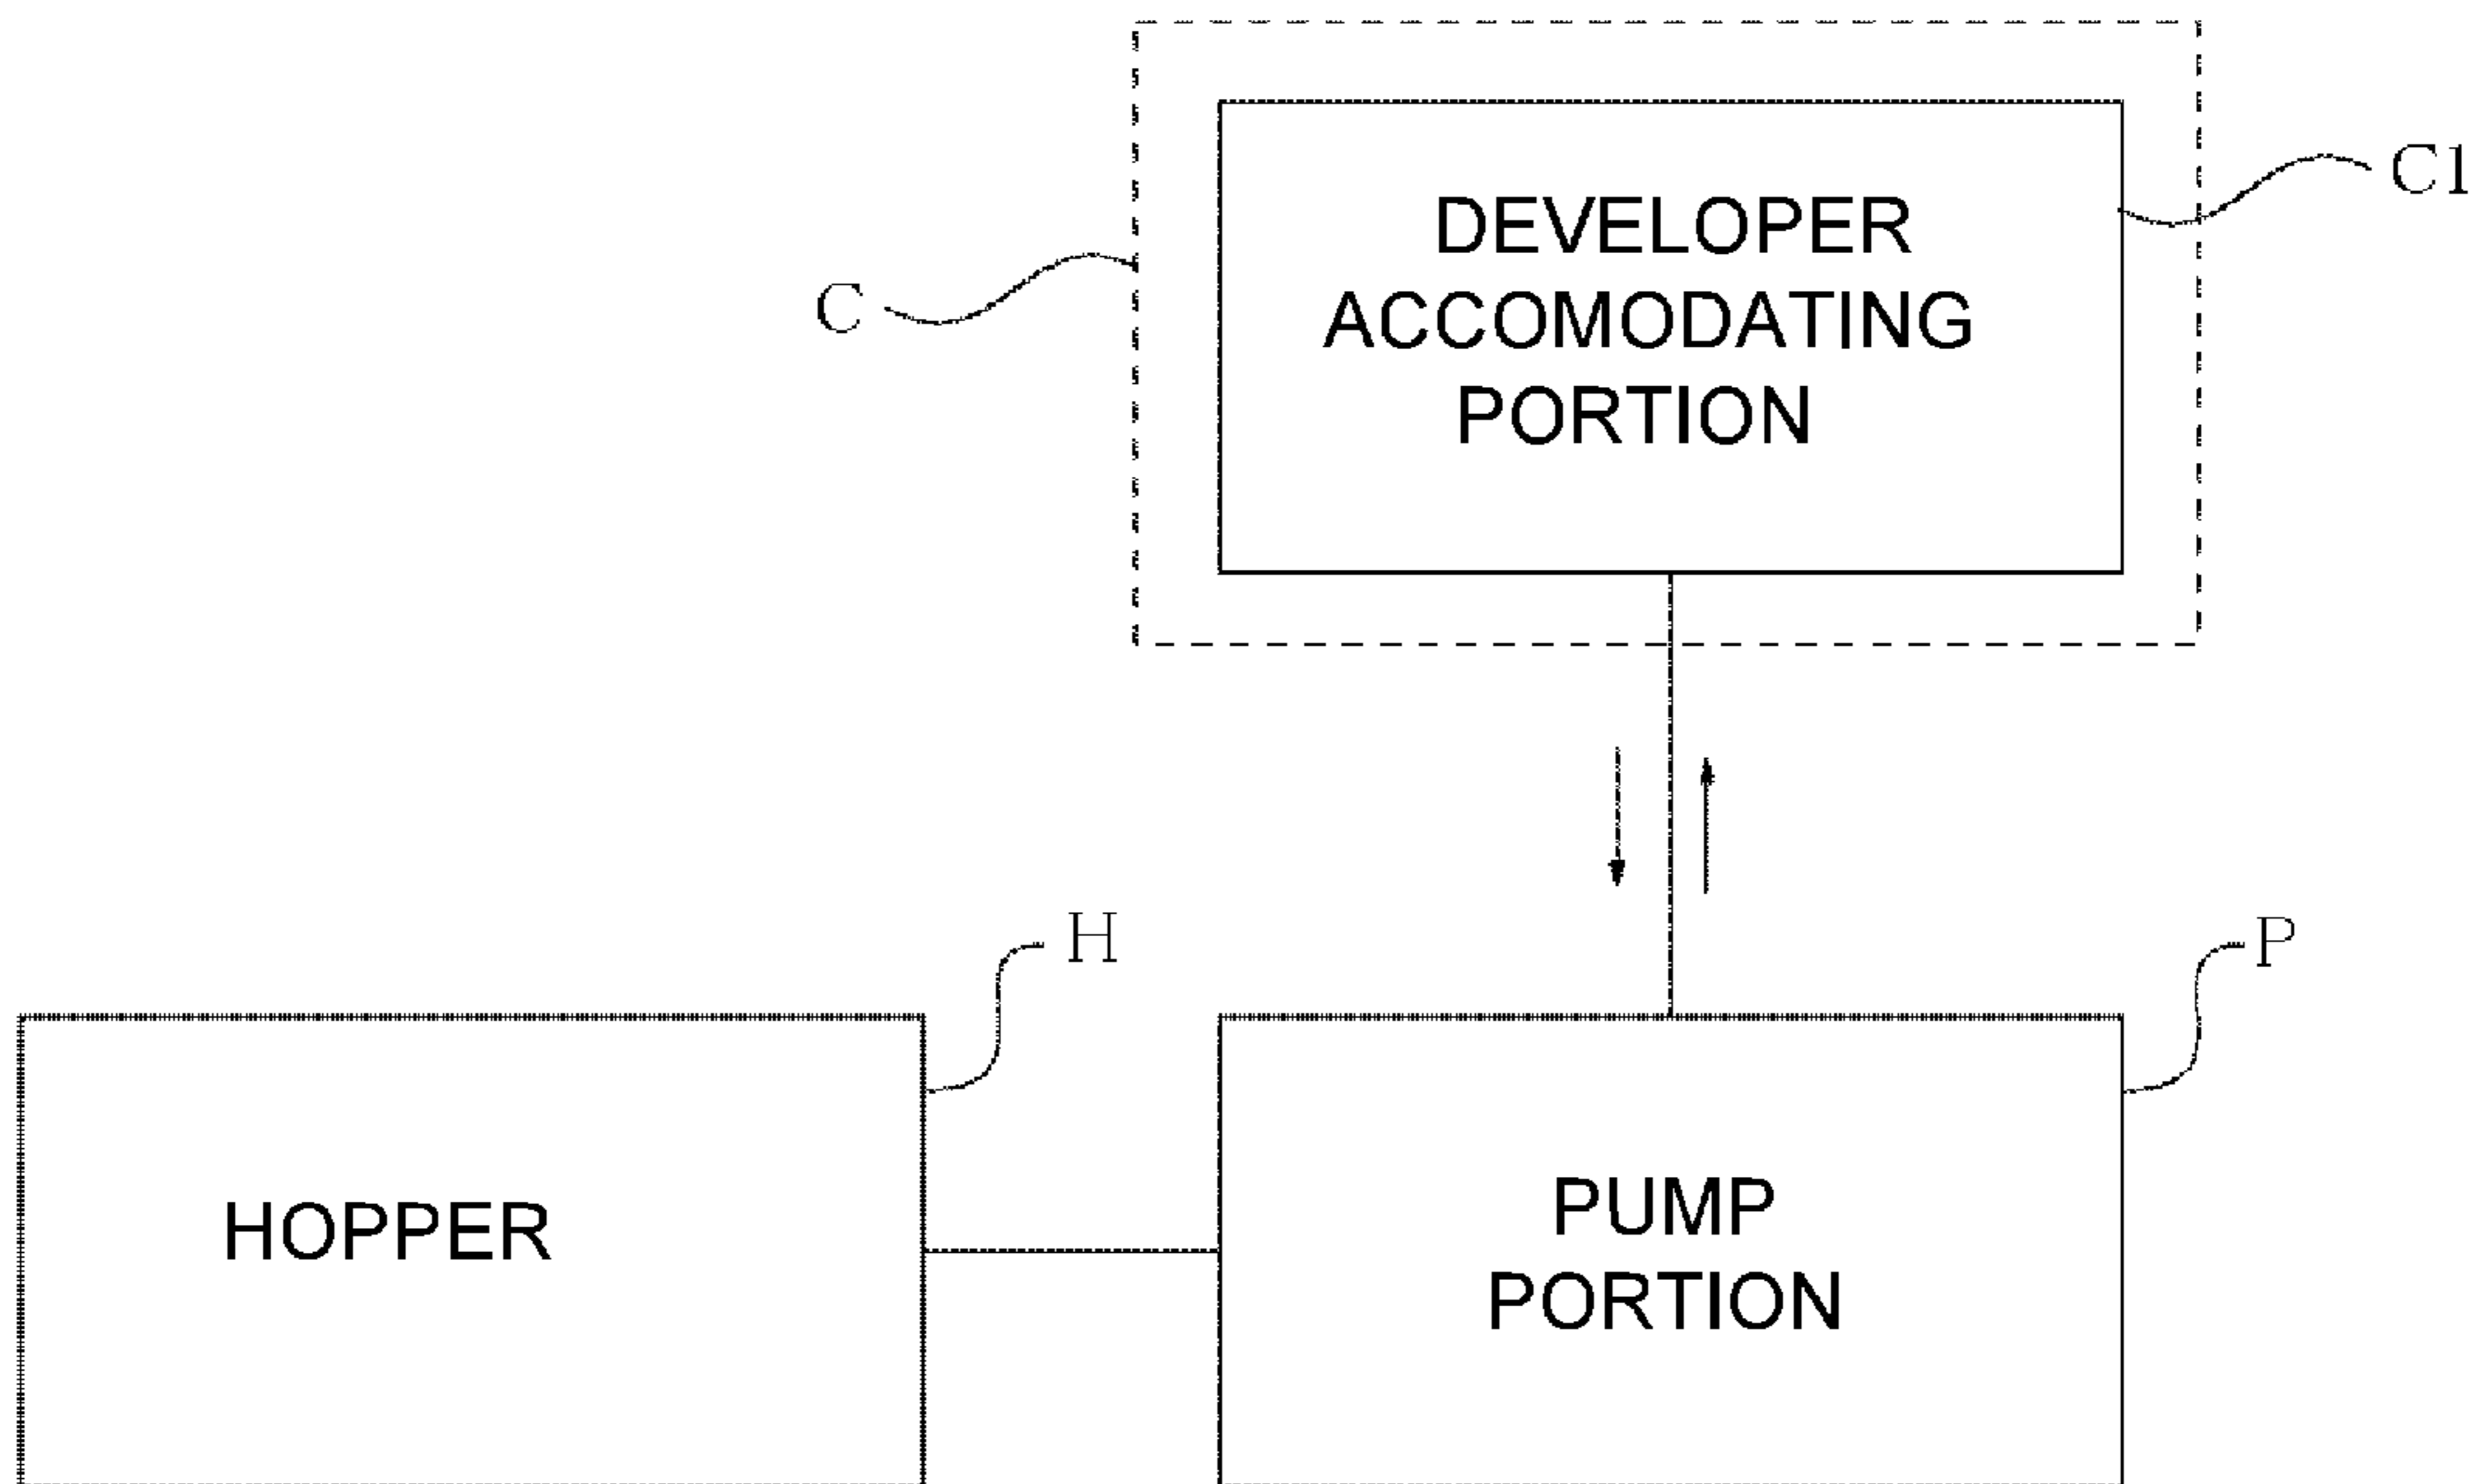 C1
DEVELOPER
ACCOMODATING
PORTION
C
H
P
HOPPER
PUMP
PORTION